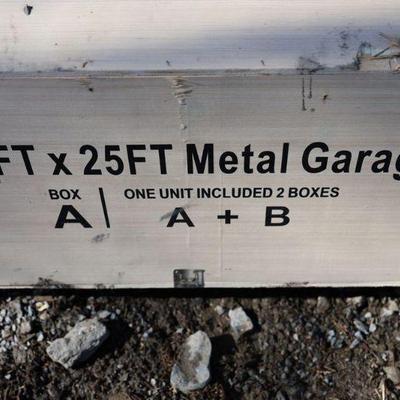 FT x 25FT Metal Garag
BOX ONE UNIT INCLUDED 2 BOXES
A | A + B